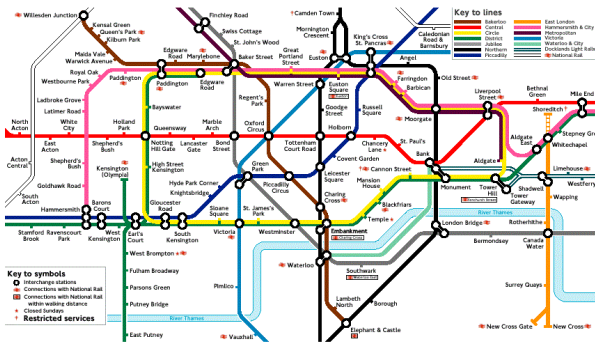 Willesden Junction
Kensal Green
Queen's Park
Kilburn Park
Maida Vale
Warwick Avenue
Royal Oak
Westbourne Park
Ladbroke Grove
Latimer Road
White
City
North
Acton
East
Acton
Holland
Park
Shepherd's
Bush
Acton
Central
Shepherd's
Bush
Kensington
(Olympia)
Goldhawk Road
South
Acton
Hammersmith
Barons
Court
Stamford
Brook
Ravenscourt
Park
West
Kensington
Earl's
Court
Paddington
Edgware
Road
Marylebone
Paddington
Edgware
Road
Bayswater
Queensway
Notting
Hill Gate
Lancaster
Gate
High Street
Kensington
Gloucester
Road
South
Kensington
Finchley Road
Swiss Cottage
St. John's Wood
Baker Street
Great
Portland
Street
Regent's
Park
Marble
Arch
Bond
Street
Oxford
Circus
Hyde Park Corner
Knightsbridge
Green
Park
Sloane
Square
Victoria
St. James's
Park
Westminster
Piccadilly
Circus
Camden Town
Mornington
Crescent
Euston
King's Cross
St. Pancras
Caledonian
Road &
Barnsbury
Angel
Warren Street
Euston
Square
Goodge
Street
Russell
Square
Tottenham
Court Road
Holborn
Chancery
Lane
Covent Garden
Leicester
Square
Charing
Cross
Embankment
Charing Cross
Farringdon
Barbican
Moorgate
Old Street
Liverpool
Street
St. Paul's
Bank
Cannon Street
Mansion
House
Blackfriars
Temple
Monument
Tower
Hill
Fenchurch Street
Tower
Gateway
Aldgate
Aldgate
East
Bethnal
Green
Mile End
Shoreditch
Whitechapel
Stepney Green
Shadwell
Limehouse
Westferry
Wapping
Rotherhithe
Canada
Water
Surrey Quays
New Cross Gate
New Cross
River Thames
London Bridge
Bermondsey
Southwark
Waterloo East
Waterloo
Lambeth
North
Borough
Elephant & Castle
Pimlico
Vauxhall
River Thames
West Brompton
Fulham Broadway
Parsons Green
Putney Bridge
East Putney
Key to lines
Bakerloo
Central
Circle
District
Jubilee
Northern
Piccadilly
East London
Hammersmith & City
Metropolitan
Victoria
Waterloo & City
Docklands Light Railway
National Rail
Key to symbols
Interchange stations
Connections with National Rail
Connections with National Rail
within walking distance
Closed Sundays
Restricted services